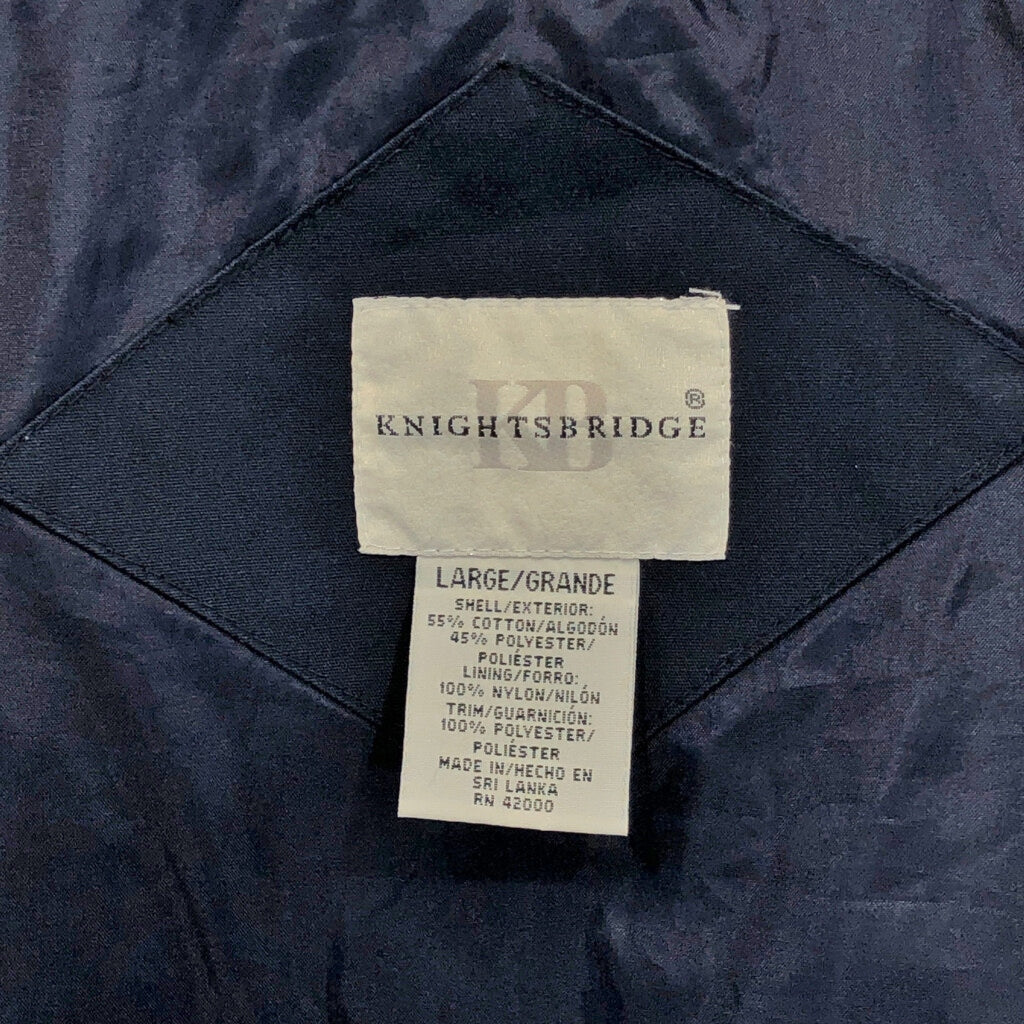 KB
KNIGHTSBRIDGE®
LARGE/GRANDE
SHELL/EXTERIOR:
55% COTTON/ALGODÓN
45% POLYESTER/
POLIÉSTER
LINING/FORRO:
100% NYLON/NILÓN
TRIM/GUARNICIÓN:
100% POLYESTER/
POLIÉSTER
MADE IN/HECHO EN
SRI LANKA
RN 42000